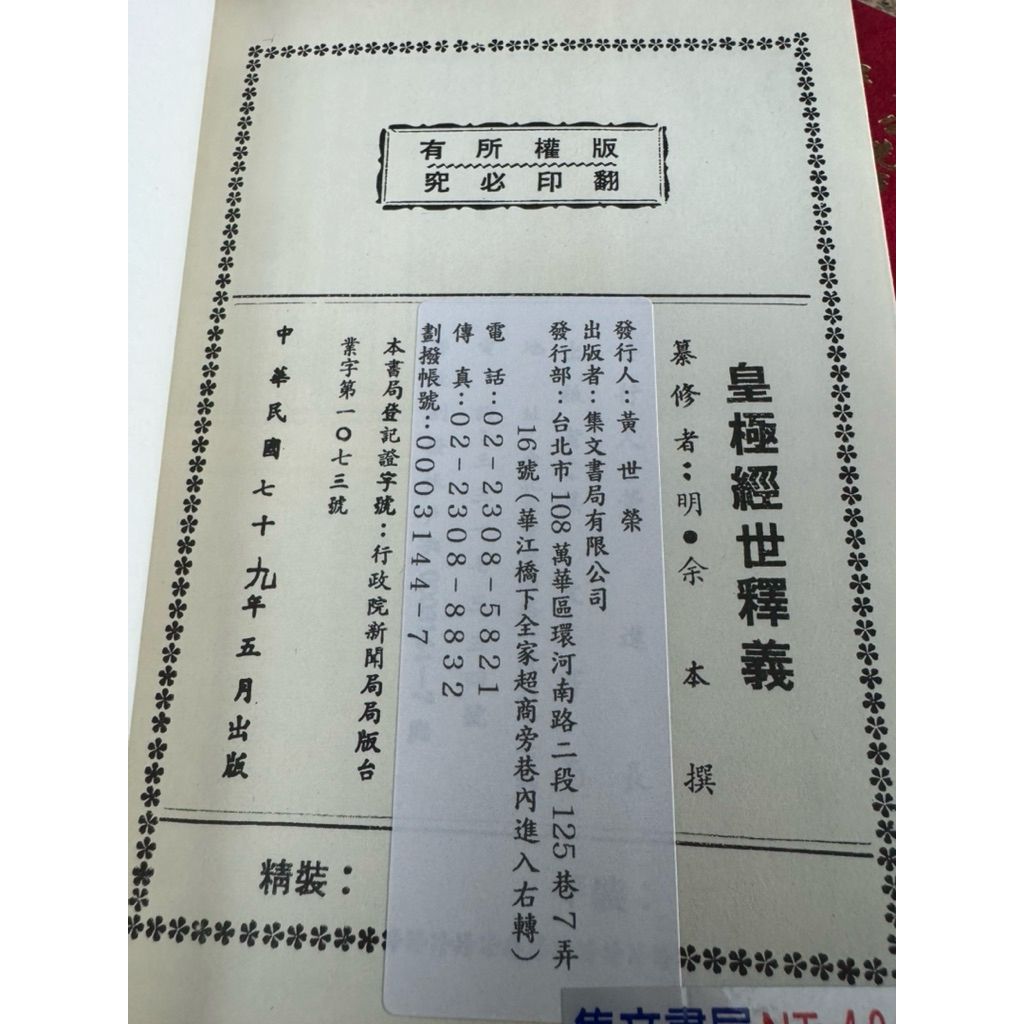 版權所有
翻印必究
皇極經世釋義
纂修者：明•余本撰
發行人：黃世榮
出版者：集文書局有限公司
發行部：台北市108萬華區環河南路二段125巷7弄
16號（華江橋下全家超商旁巷內進入右轉）
電話：02-2308-5821
傳真：02-2308-8832
劃撥帳號：0003144-7
本書局登記證字號：行政院新聞局局版台
業字第一〇七三號
中華民國七十九年五月出版
精裝：
集文書局NT